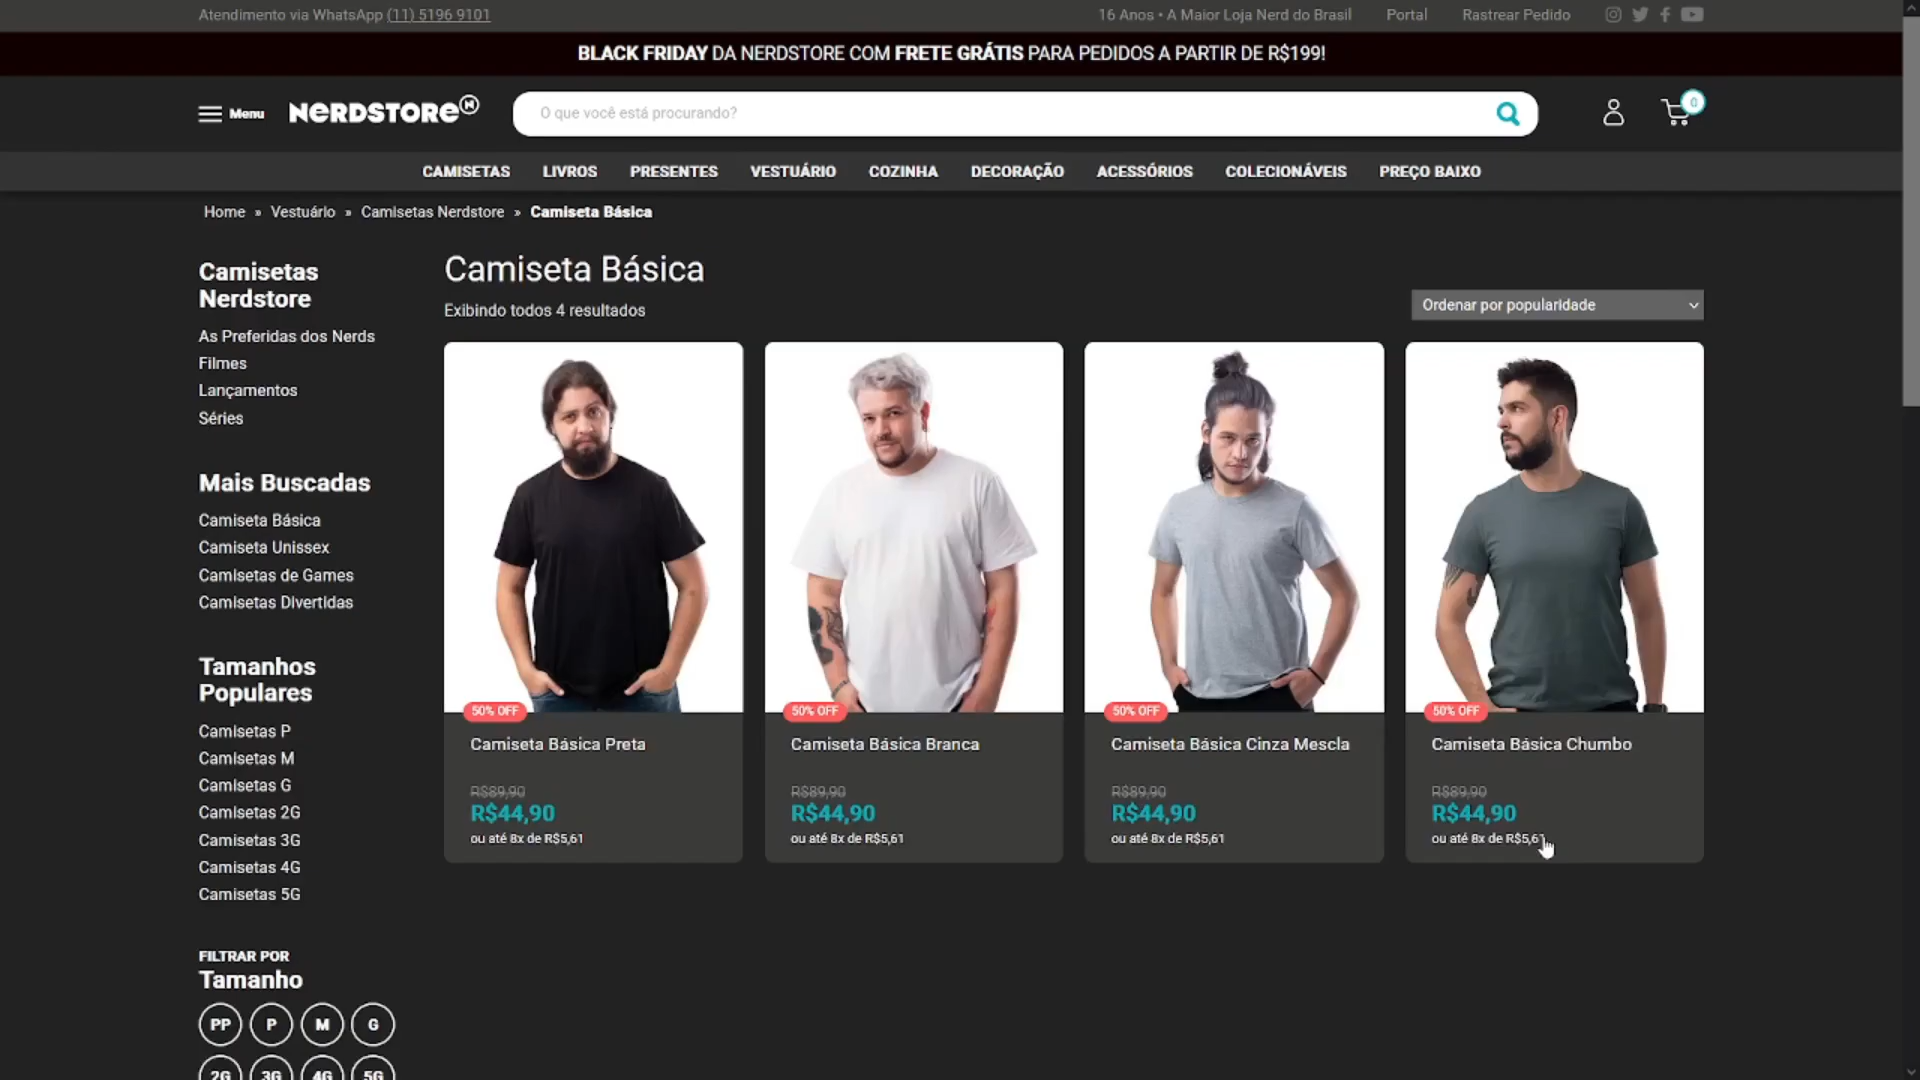 Atendimento via WhatsApp (11) 5196 9101
16 Anos • A Maior Loja Nerd do Brasil
Portal
Rastrear Pedido
BLACK FRIDAY DA NERDSTORE COM FRETE GRÁTIS PARA PEDIDOS A PARTIR DE R$199!
Menu
NERDSTORE N
O que você está procurando?
0
CAMISETAS LIVROS PRESENTES VESTUÁRIO COZINHA DECORAÇÃO ACESSÓRIOS COLECIONÁVEIS PREÇO BAIXO
Home » Vestuário » Camisetas Nerdstore » Camiseta Básica
Camisetas
Nerdstore
As Preferidas dos Nerds
Filmes
Lançamentos
Séries
Mais Buscadas
Camiseta Básica
Camiseta Unissex
Camisetas de Games
Camisetas Divertidas
Tamanhos
Populares
Camisetas P
Camisetas M
Camisetas G
Camisetas 2G
Camisetas 3G
Camisetas 4G
Camisetas 5G
FILTRAR POR
Tamanho
PP P M G
2G 3G 4G 5G
Camiseta Básica
Exibindo todos 4 resultados
Ordenar por popularidade
50% OFF
Camiseta Básica Preta
R$89,90
R$44,90
ou até 8x de R$5,61
50% OFF
Camiseta Básica Branca
R$89,90
R$44,90
ou até 8x de R$5,61
50% OFF
Camiseta Básica Cinza Mescla
R$89,90
R$44,90
ou até 8x de R$5,61
50% OFF
Camiseta Básica Chumbo
R$89,90
R$44,90
ou até 8x de R$5,61